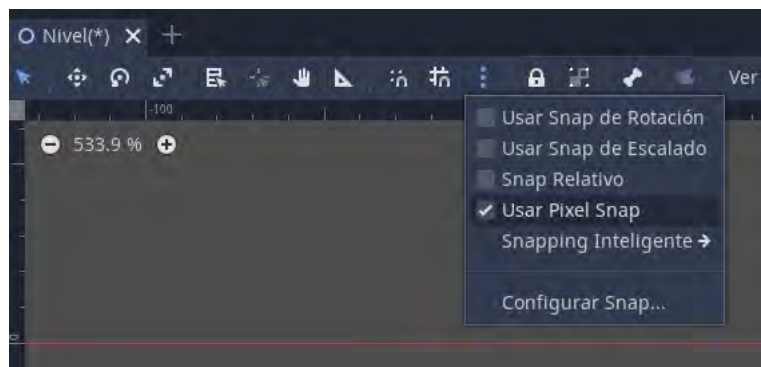 Nivel(*)
Ver
-100
533.9 %
Usar Snap de Rotación
Usar Snap de Escalado
Snap Relativo
Usar Pixel Snap
Snapping Inteligente
Configurar Snap...
0